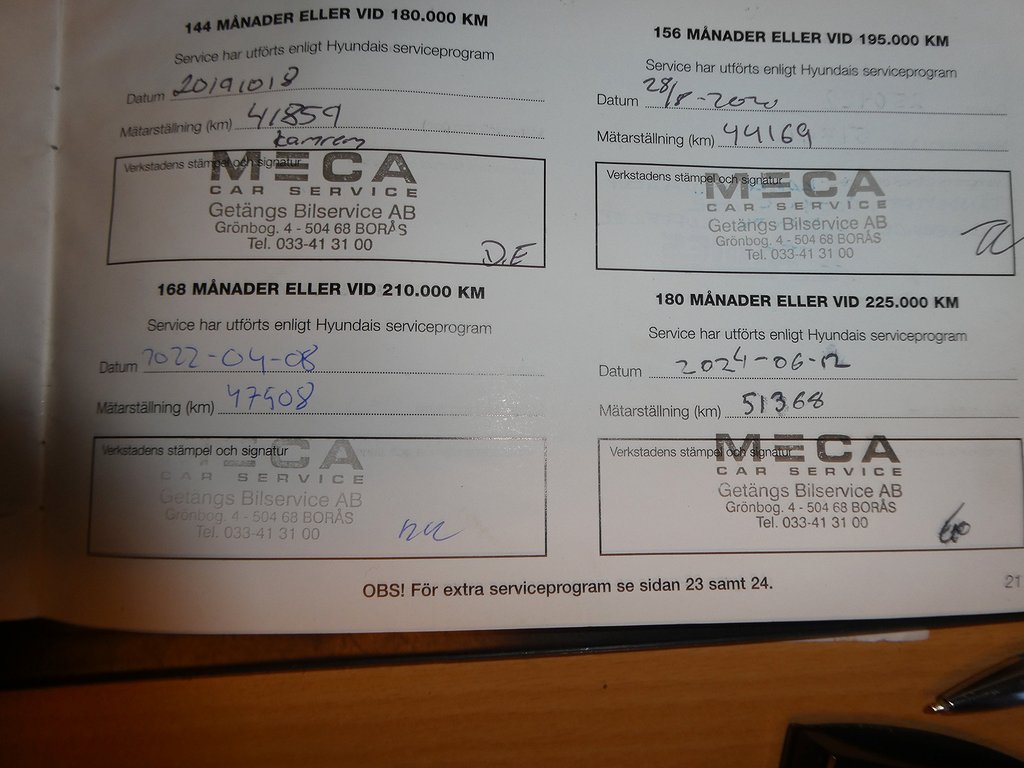 144 MÅNADER ELLER VID 180.000 KM
Service har utförts enligt Hyundais serviceprogram
Datum 20191018
Mätarställning (km) 41859
kamrem
Verkstadens stämpel och signatur
MECA
CAR SERVICE
Getängs Bilservice AB
Grönbog. 4 - 504 68 BORÅS
Tel. 033-41 31 00
D.E
156 MÅNADER ELLER VID 195.000 KM
Service har utförts enligt Hyundais serviceprogram
Datum 28/8-2020
Mätarställning (km) 44169
Verkstadens stämpel och signatur
MECA
CAR SERVICE
Getängs Bilservice AB
Grönbog. 4 - 504 68 BORÅS
Tel. 033-41 31 00
168 MÅNADER ELLER VID 210.000 KM
Service har utförts enligt Hyundais serviceprogram
Datum 2022-04-08
Mätarställning (km) 47908
Verkstadens stämpel och signatur
MECA
CAR SERVICE
Getängs Bilservice AB
Grönbog. 4 - 504 68 BORÅS
Tel. 033-41 31 00
180 MÅNADER ELLER VID 225.000 KM
Service har utförts enligt Hyundais serviceprogram
Datum 2024-06-12
Mätarställning (km) 51368
Verkstadens stämpel och signatur
MECA
CAR SERVICE
Getängs Bilservice AB
Grönbog. 4 - 504 68 BORÅS
Tel. 033-41 31 00
OBS! För extra serviceprogram se sidan 23 samt 24.
21